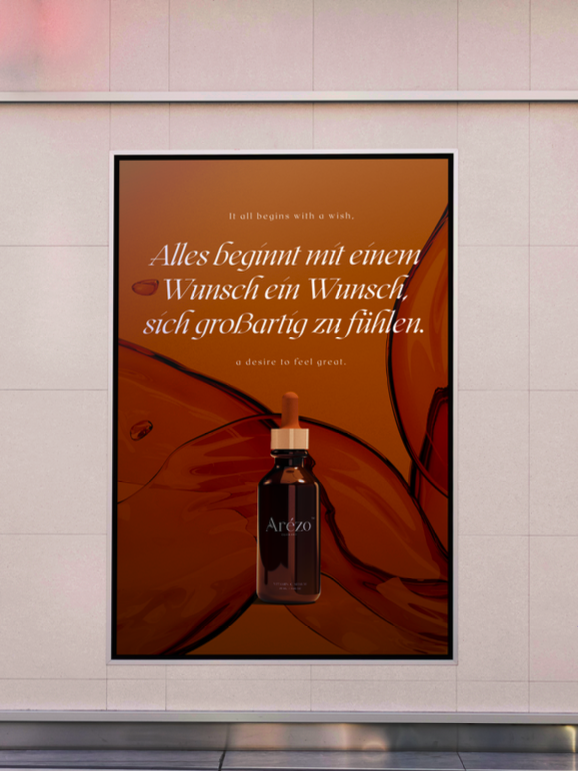 It all begins with a wish,
Alles beginnt mit einem
Wunsch ein Wunsch,
sich großartig zu fühlen.
a desire to feel great.
Arézo